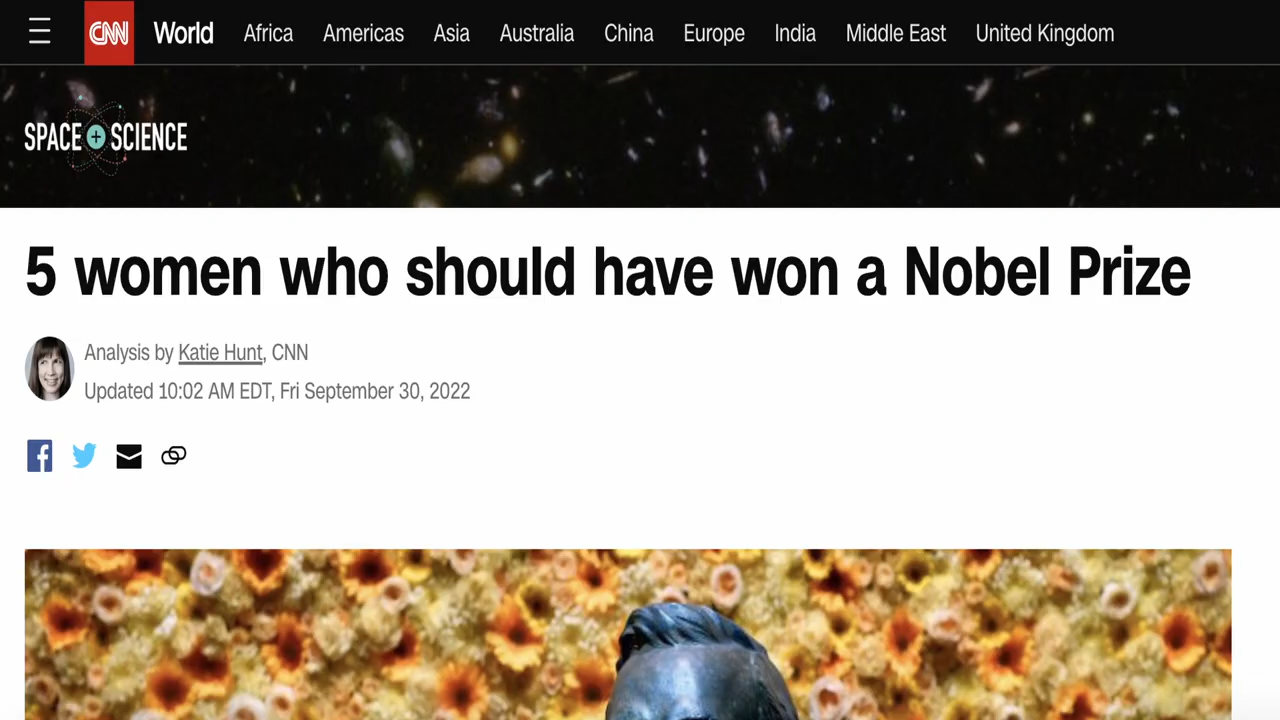 CNN World Africa Americas Asia Australia China Europe India Middle East United Kingdom
SPACE + SCIENCE
5 women who should have won a Nobel Prize
Analysis by Katie Hunt, CNN
Updated 10:02 AM EDT, Fri September 30, 2022